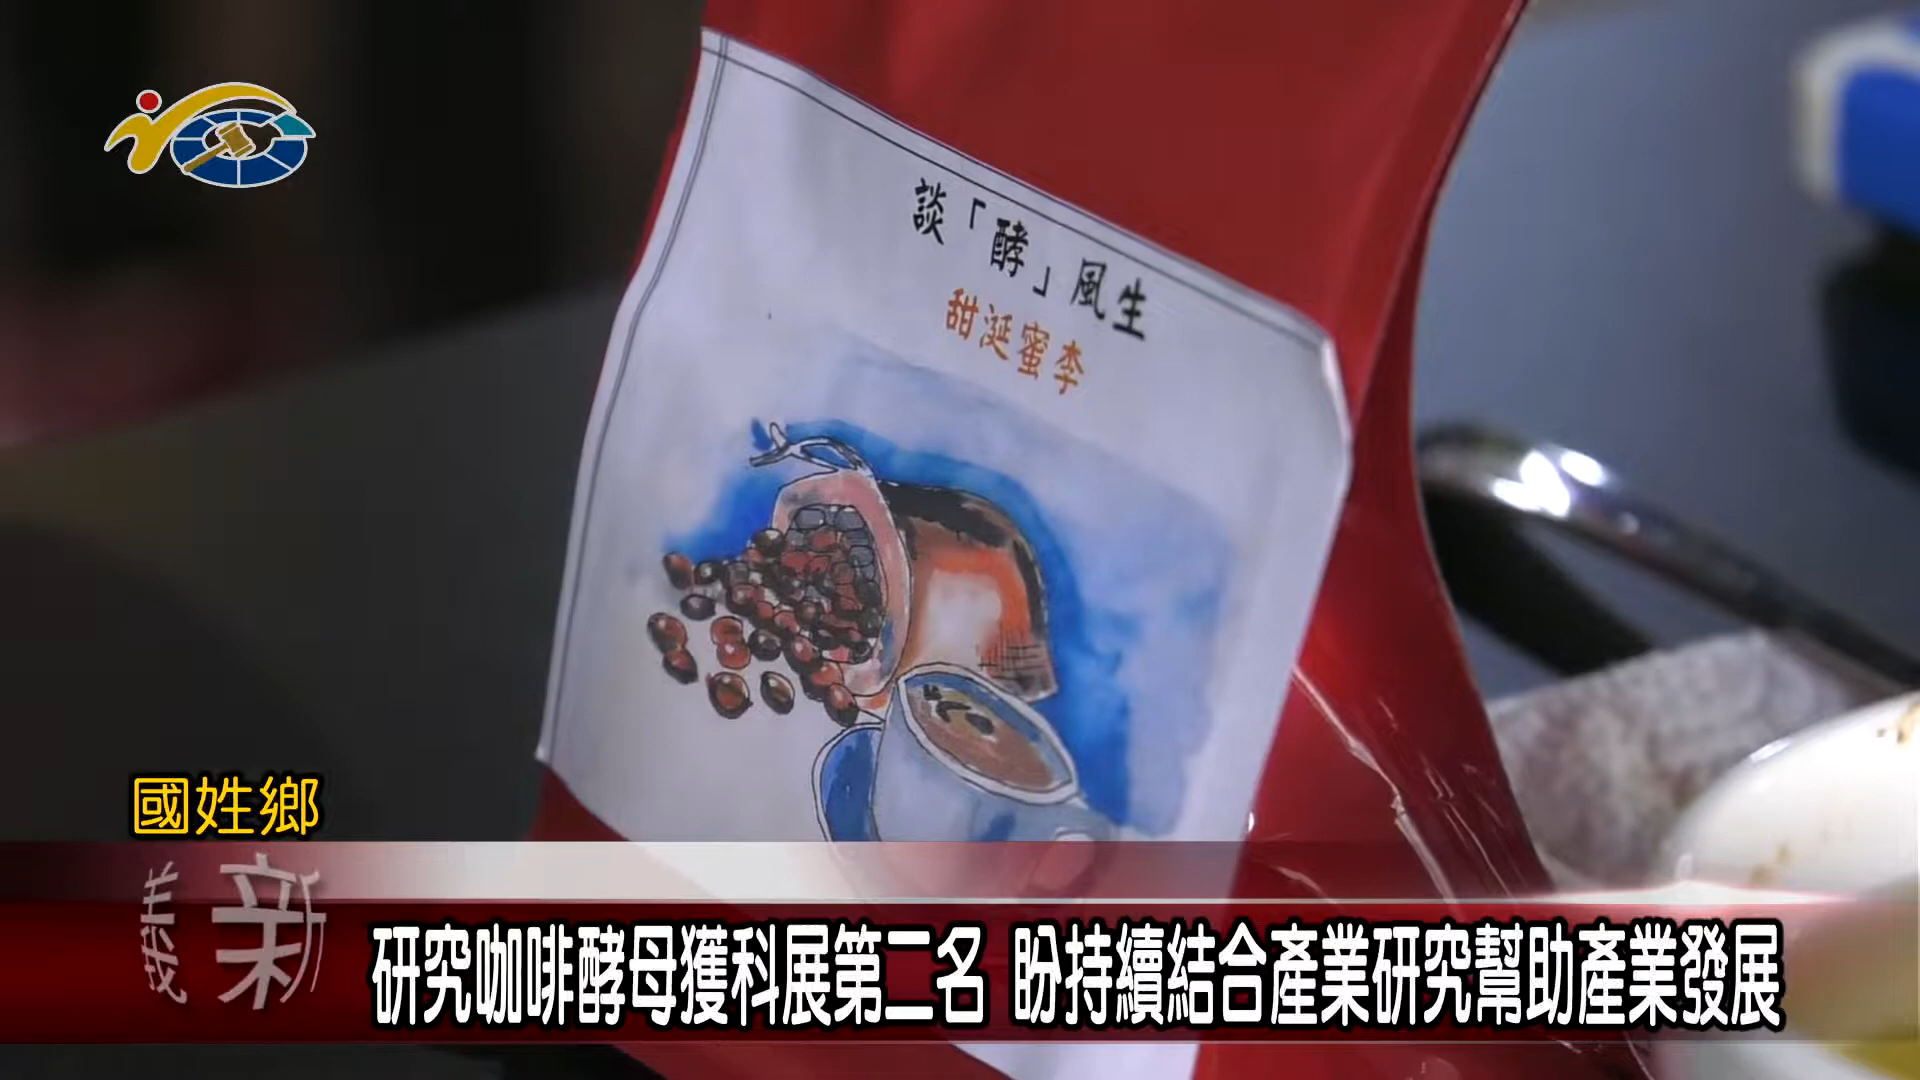 談「酵」風生
甜涎蜜李
國姓鄉
研究咖啡酵母獲科展第二名 盼持續結合產業研究幫助產業發展